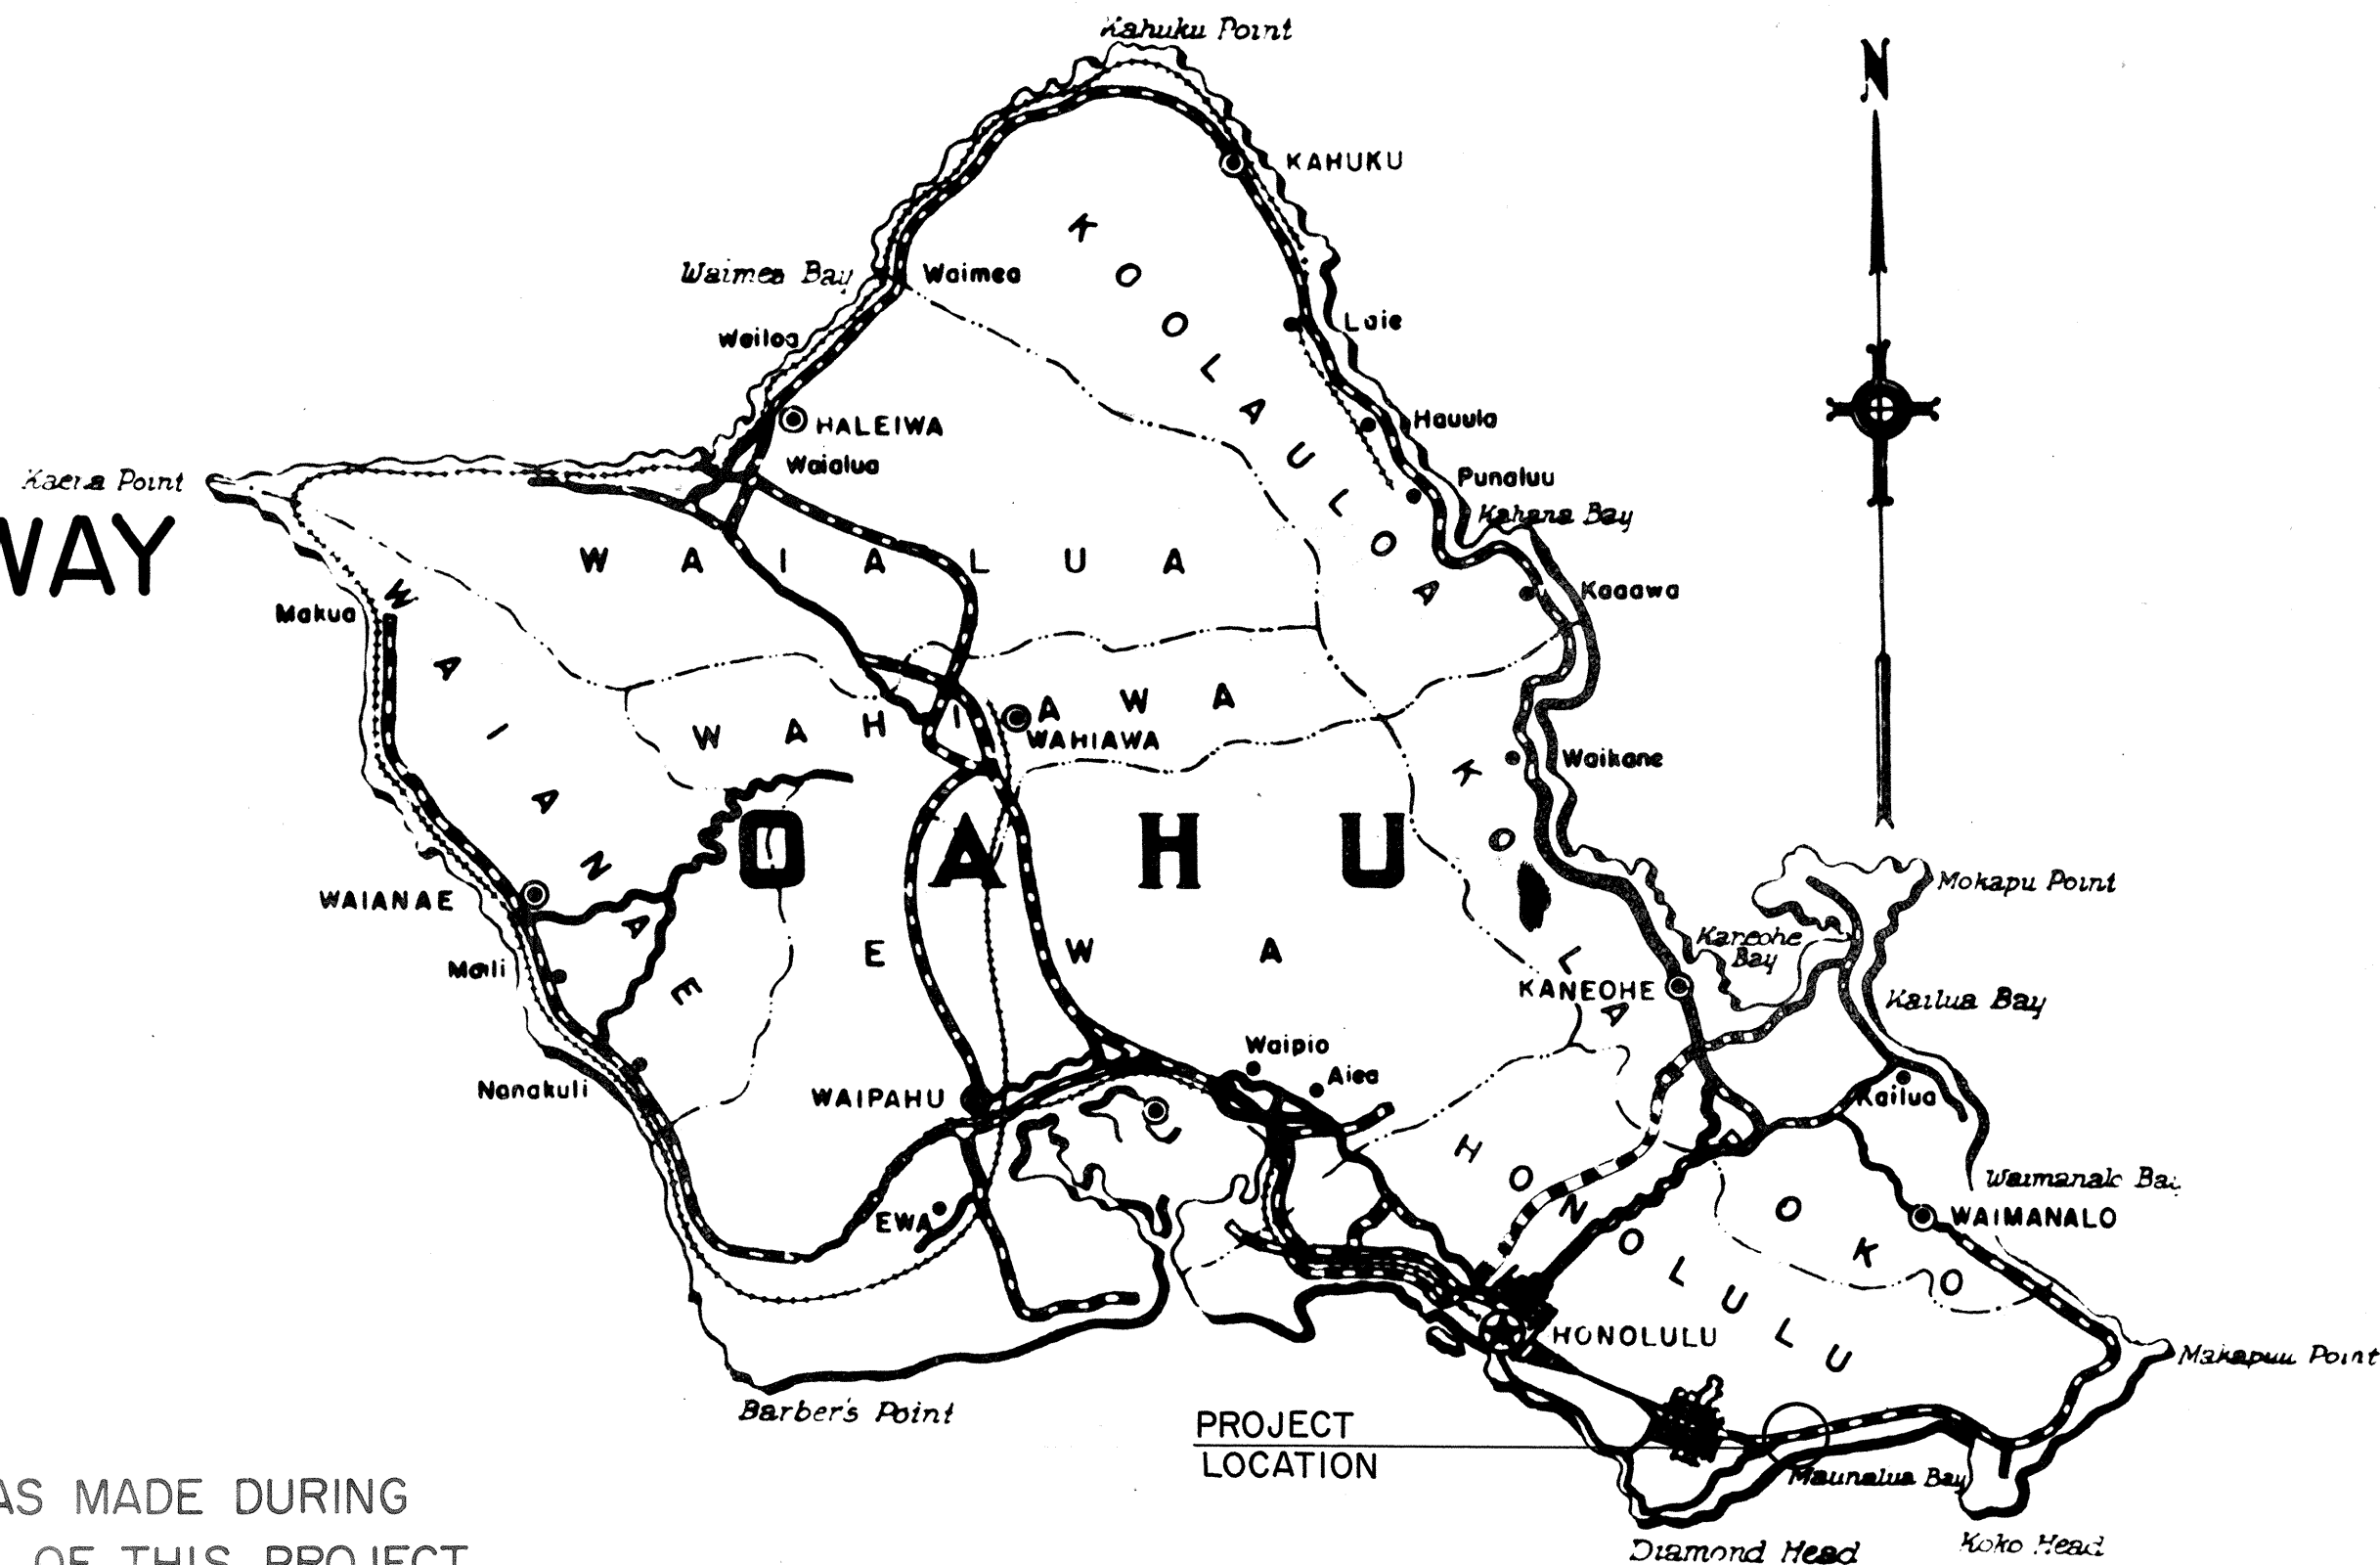 Kahuku Point
N
KAHUKU
KOOLAULOA
Waimea Bay
Waimea
Laie
HALEIWA
Hauula
Waialua
Kaena Point
Punaluu
Kahana Bay
WAY
WAIALUA
Kaaawa
Makua
WAIANAE
WAHIAWA
WAHIAWA
Waikane
KOOLAUPOKO
OAHU
Mokapu Point
WAIANAE
Kaneohe
Bay
EWA
Maili
KANEOHE
Kailua Bay
Waipio
Aiea
Nanakuli
WAIPAHU
Kailua
HONOLULU
Waimanalo
EWA
WAIMANALO
HONOLULU
Makapuu Point
Barber's Point
PROJECT
LOCATION
Maunalua Bay
AS MADE DURING
OF THIS PROJECT
Diamond Head
Koko Head